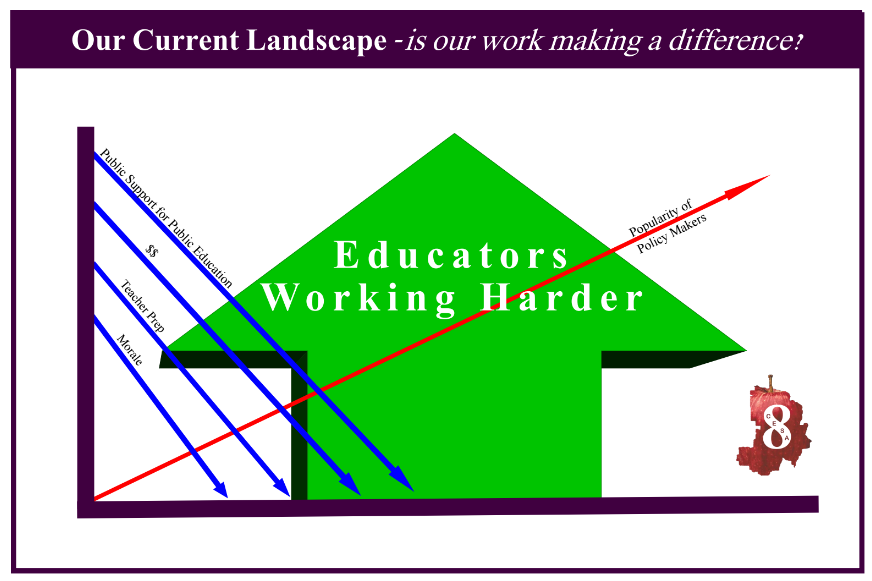 Our Current Landscape - is our work making a difference?
Public Support for Public Education
$$
Teacher Prep
Morale
Educators
Working Harder
Popularity of
Policy Makers
CESA
8